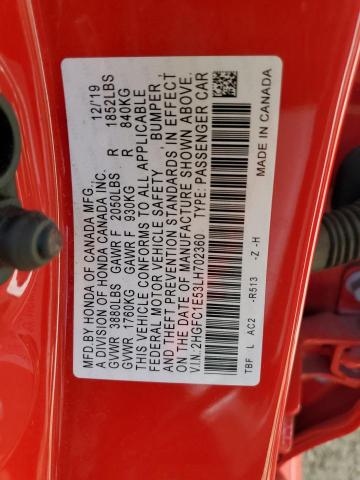 MFD BY HONDA OF CANADA MFG.,
A DIVISION OF HONDA CANADA INC. 12/19
GVWR 3880LBS GAWR F 2050LBS R 1852LBS
GVWR 1760KG GAWR F 930KG R 840KG
THIS VEHICLE CONFORMS TO ALL APPLICABLE
FEDERAL MOTOR VEHICLE SAFETY, BUMPER,
AND THEFT PREVENTION STANDARDS IN EFFECT
ON THE DATE OF MANUFACTURE SHOWN ABOVE.
V.I.N. 2HGFC1E53LH702360 TYPE: PASSENGER CAR
TBF L AC2 -R513 -Z -H MADE IN CANADA